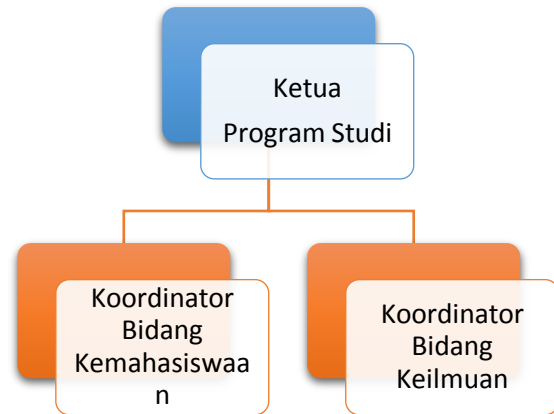 Ketua
Program Studi
Koordinator
Bidang
Kemahasiswaa
n
Koordinator
Bidang
Keilmuan